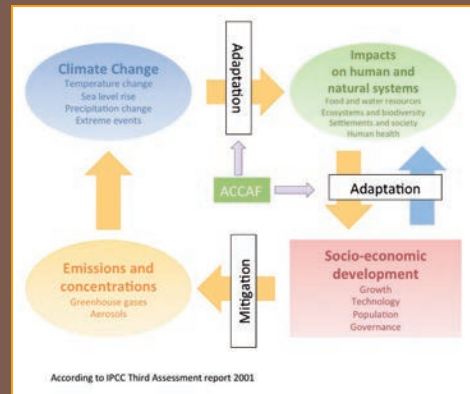 Climate Change
Temperature change
Sea level rise
Precipitation change
Extreme events
Adaptation
Impacts
on human and
natural systems
Food and water resources
Ecosystems and biodiversity
Settlements and society
Human health
ACCAF
Adaptation
Emissions and
concentrations
Greenhouse gases
Aerosols
Mitigation
Socio-economic
development
Growth
Technology
Population
Governance
According to IPCC Third Assessment report 2001